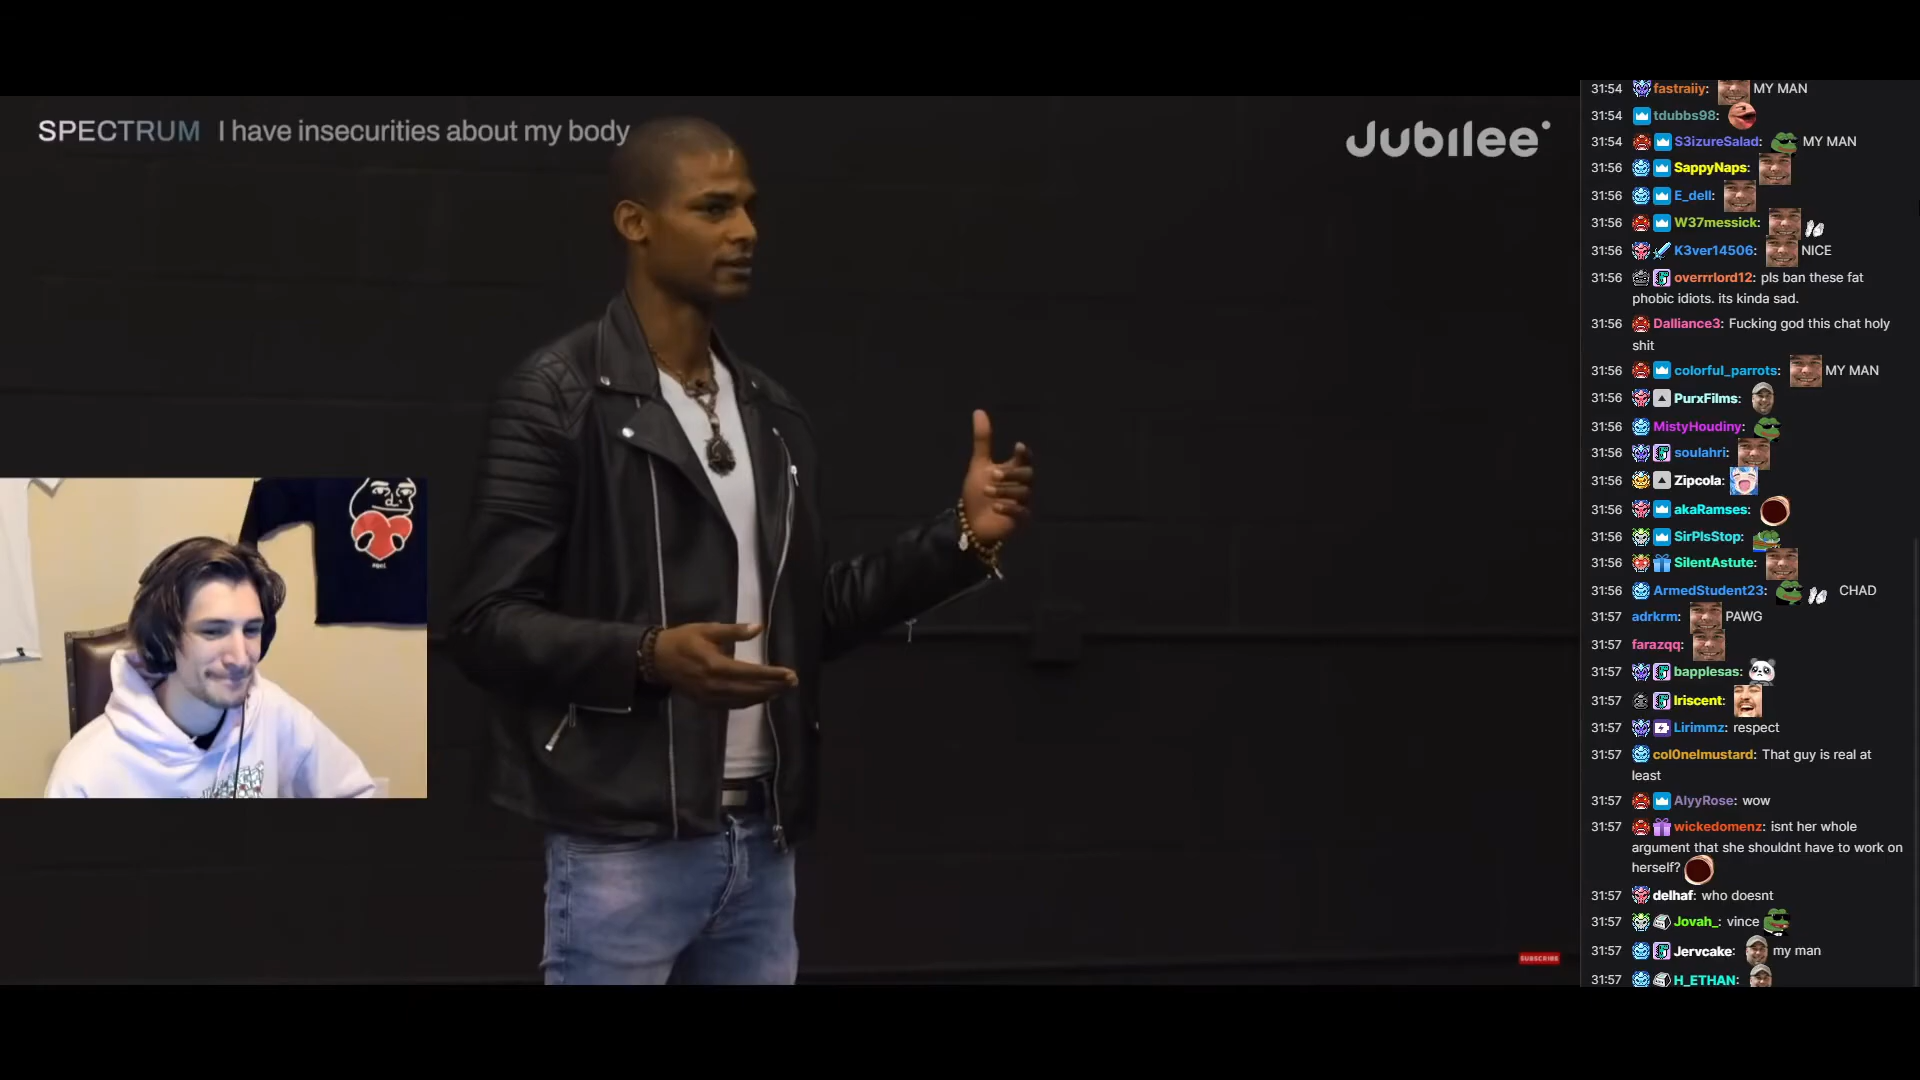 SPECTRUM I have insecurities about my body
Jubilee
SUBSCRIBE
31:54 fastraiiy: MY MAN
31:54 tdubbs98:
31:54 S3izureSalad: MY MAN
31:56 SappyNaps:
31:56 E_dell:
31:56 W37messick:
31:56 K3ver14506: NICE
31:56 overrrlord12: pls ban these fat
phobic idiots. its kinda sad.
31:56 Dalliance3: Fucking god this chat holy
shit
31:56 colorful_parrots: MY MAN
31:56 PurxFilms:
31:56 MistyHoudiny:
31:56 soulahri:
31:56 Zipcola:
31:56 akaRamses:
31:56 SirPlsStop:
31:56 SilentAstute:
31:56 ArmedStudent23: CHAD
31:57 adrkrm: PAWG
31:57 farazqq:
31:57 bapplesas:
31:57 Iriscent:
31:57 Lirimmz: respect
31:57 col0nelmustard: That guy is real at
least
31:57 AlyyRose: wow
31:57 wickedomenz: isnt her whole
argument that she shouldnt have to work on
herself?
31:57 delhaf: who doesnt
31:57 Jovah_: vince
31:57 Jervcake: my man
31:57 H_ETHAN: